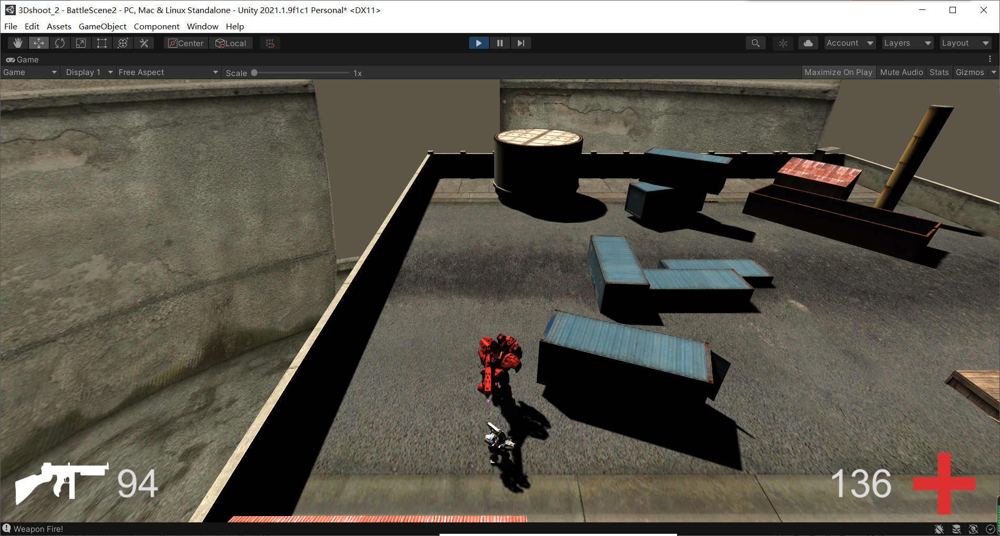 3Dshoot_2 - BattleScene2 - PC, Mac & Linux Standalone - Unity 2021.1.9f1c1 Personal* <DX11>
File Edit Assets GameObject Component Window Help
Center Local Account Layers Layout
Game
Game Display 1 Free Aspect Scale 1x Maximize On Play Mute Audio Stats Gizmos
94 136
Weapon Fire!